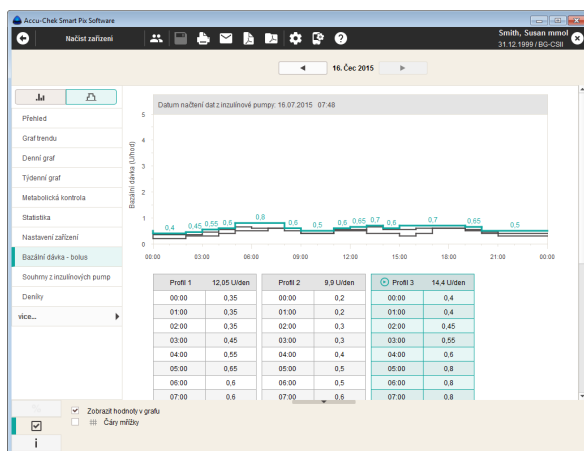 Accu-Chek Smart Pix Software
Načíst zařízení
Smith, Susan mmol
31.12.1999 / BG-CSII
16. Čec 2015
Přehled
Graf trendu
Denní graf
Týdenní graf
Metabolická kontrola
Statistika
Nastavení zařízení
Bazální dávka - bolus
Souhrny z inzulínových pump
Deníky
více...
Datum načtení dat z inzulínové pumpy: 16.07.2015 07:48
Bazální dávka (U/hod)
5
4
3
2
1
0
0,4 0,45 0,55 0,6 0,8 0,6 0,5 0,6 0,65 0,7 0,6 0,7 0,65 0,5
00:00 03:00 06:00 09:00 12:00 15:00 18:00 21:00 00:00
Profil 1 12,05 U/den Profil 2 9,9 U/den Profil 3 14,4 U/den
00:00 0,35 00:00 0,2 00:00 0,4
01:00 0,35 01:00 0,2 01:00 0,4
02:00 0,35 02:00 0,3 02:00 0,45
03:00 0,45 03:00 0,3 03:00 0,55
04:00 0,55 04:00 0,4 04:00 0,6
05:00 0,65 05:00 0,5 05:00 0,8
06:00 0,6 06:00 0,5 06:00 0,8
07:00 0,6 07:00 0,6 07:00 0,8
Zobrazit hodnoty v grafu
Čáry mřížky